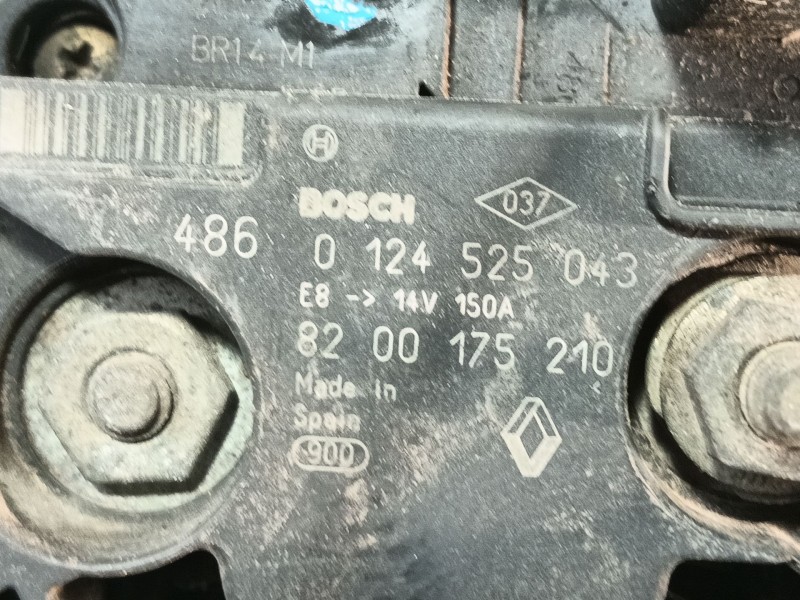 BR14 M1
BOSCH
037
486
0 124 525 043
E8 -> 14V 150A
82 00 175 210
Made in
Spain
900